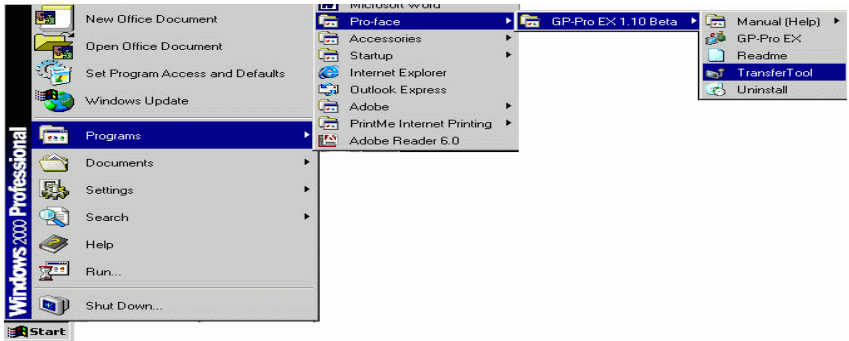 New Office Document
Open Office Document
Set Program Access and Defaults
Windows Update
Programs
Documents
Settings
Search
Help
Run...
Shut Down...
Windows 2000 Professional
Start
Microsoft Word
Pro-face
Accessories
Startup
Internet Explorer
Outlook Express
Adobe
PrintMe Internet Printing
Adobe Reader 6.0
GP-Pro EX 1.10 Beta
Manual (Help)
GP-Pro EX
Readme
TransferTool
Uninstall